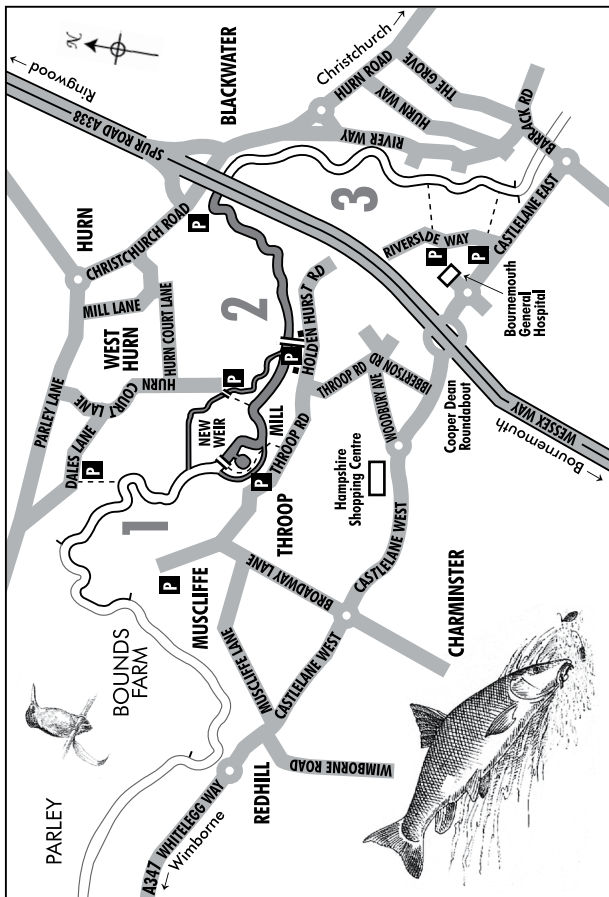 N
← Ringwood
SPUR ROAD A338
BLACKWATER
Christchurch →
HURN ROAD
THE GROVE
HURN WAY
RIVER WAY
BARRACK RD
HURN
CHRISTCHURCH ROAD
P
MILL LANE
HURN COURT LANE
WEST
HURN
PARLEY LANE
COURT LANE
HURN
DALES LANE
P
1
2
3
NEW
WEIR
P
P
MILL
HOLDEN HURST RD
THROOP RD
P
THROOP
THROOP RD
IBBERTSON RD
WOODBURY AVE
RIVERSIDE WAY
P
P
CASTLELANE EAST
Bournemouth
General
Hospital
Cooper Dean
Roundabout
WESSEX WAY
← Bournemouth
Hampshire
Shopping Centre
CASTLELANE WEST
BROADWAY LANE
CHARMINSTER
P
MUSCLIFFE
MUSCLIFFE LANE
CASTLELANE WEST
WIMBORNE ROAD
REDHILL
BOUNDS
FARM
PARLEY
A347 WHITELEGG WAY
← Wimborne